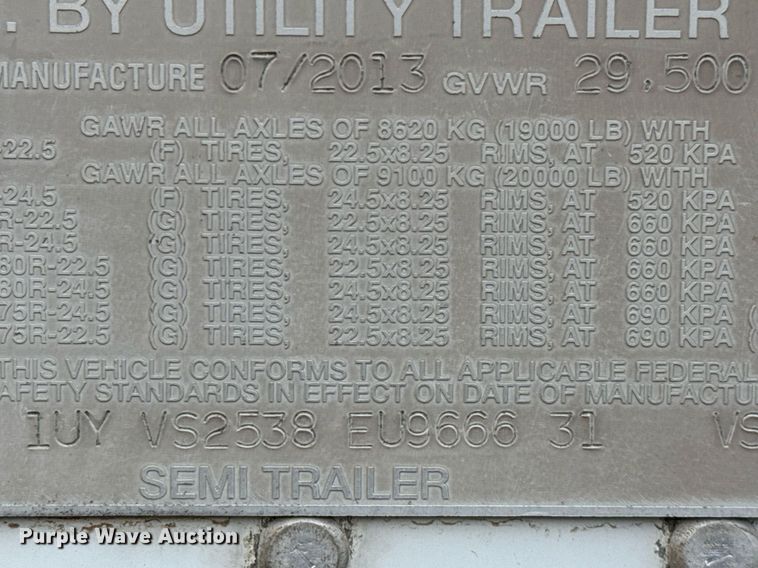 . BY UTILITY TRAILER
MANUFACTURE 07/2013 GVWR 29,500
GAWR ALL AXLES OF 8620 KG (19000 LB) WITH
-22.5 (F) TIRES, 22.5x8.25 RIMS, AT 520 KPA
GAWR ALL AXLES OF 9100 KG (20000 LB) WITH
-24.5 (F) TIRES, 24.5x8.25 RIMS, AT 520 KPA
R-22.5 (G) TIRES, 22.5x8.25 RIMS, AT 660 KPA
R-24.5 (G) TIRES, 24.5x8.25 RIMS, AT 660 KPA
80R-22.5 (G) TIRES, 22.5x8.25 RIMS, AT 660 KPA
80R-24.5 (G) TIRES, 24.5x8.25 RIMS, AT 660 KPA
75R-24.5 (G) TIRES, 24.5x8.25 RIMS, AT 690 KPA (
75R-22.5 (G) TIRES, 22.5x8.25 RIMS, AT 690 KPA (
THIS VEHICLE CONFORMS TO ALL APPLICABLE FEDERAL
SAFETY STANDARDS IN EFFECT ON DATE OF MANUFACTU
1UY VS2538 EU9666 31 VS
SEMI TRAILER
Purple Wave Auction